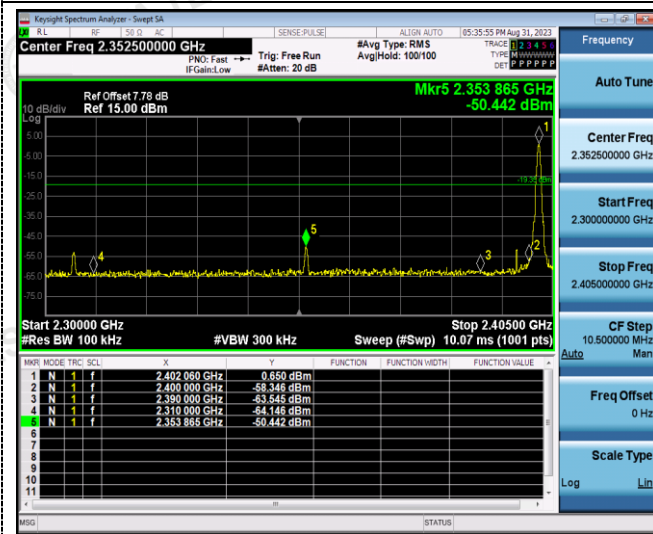 Keysight Spectrum Analyzer - Swept SA
RL RF 50 Ω AC SENSE:PULSE ALIGN AUTO 05:35:55 PM Aug 31, 2023
Center Freq 2.352500000 GHz
PNO: Fast
IFGain:Low
Trig: Free Run
#Atten: 20 dB
#Avg Type: RMS
Avg|Hold: 100/100
TRACE 1 2 3 4 5 6
TYPE M W W W W W
DET P P P P P P
Frequency
Auto Tune
Center Freq
2.352500000 GHz
Start Freq
2.300000000 GHz
Stop Freq
2.405000000 GHz
CF Step
10.500000 MHz
Auto Man
Freq Offset
0 Hz
Scale Type
Log Lin
Ref Offset 7.78 dB
10 dB/div Ref 15.00 dBm
Log
Mkr5 2.353 865 GHz
-50.442 dBm
5.00
-5.00
-15.0
-25.0
-35.0
-45.0
-55.0
-65.0
-75.0
1
5
4
3
2
Start 2.30000 GHz Stop 2.40500 GHz
#Res BW 100 kHz #VBW 300 kHz Sweep (#Swp) 10.07 ms (1001 pts)
MKR MODE TRC SCL X Y FUNCTION FUNCTION WIDTH FUNCTION VALUE
1 N 1 f 2.402 060 GHz 0.650 dBm
2 N 1 f 2.400 000 GHz -58.346 dBm
3 N 1 f 2.390 000 GHz -63.545 dBm
4 N 1 f 2.310 000 GHz -64.146 dBm
5 N 1 f 2.353 865 GHz -50.442 dBm
6
7
8
9
10
11
MSG STATUS